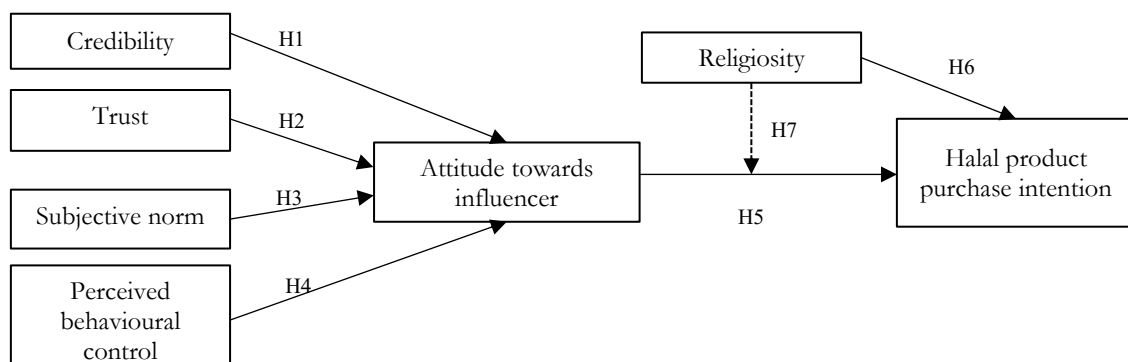 Credibility
H1
Trust
H2
Subjective norm
H3
Perceived
behavioural
control
H4
Attitude towards
influencer
Religiosity
H6
H7
H5
Halal product
purchase intention